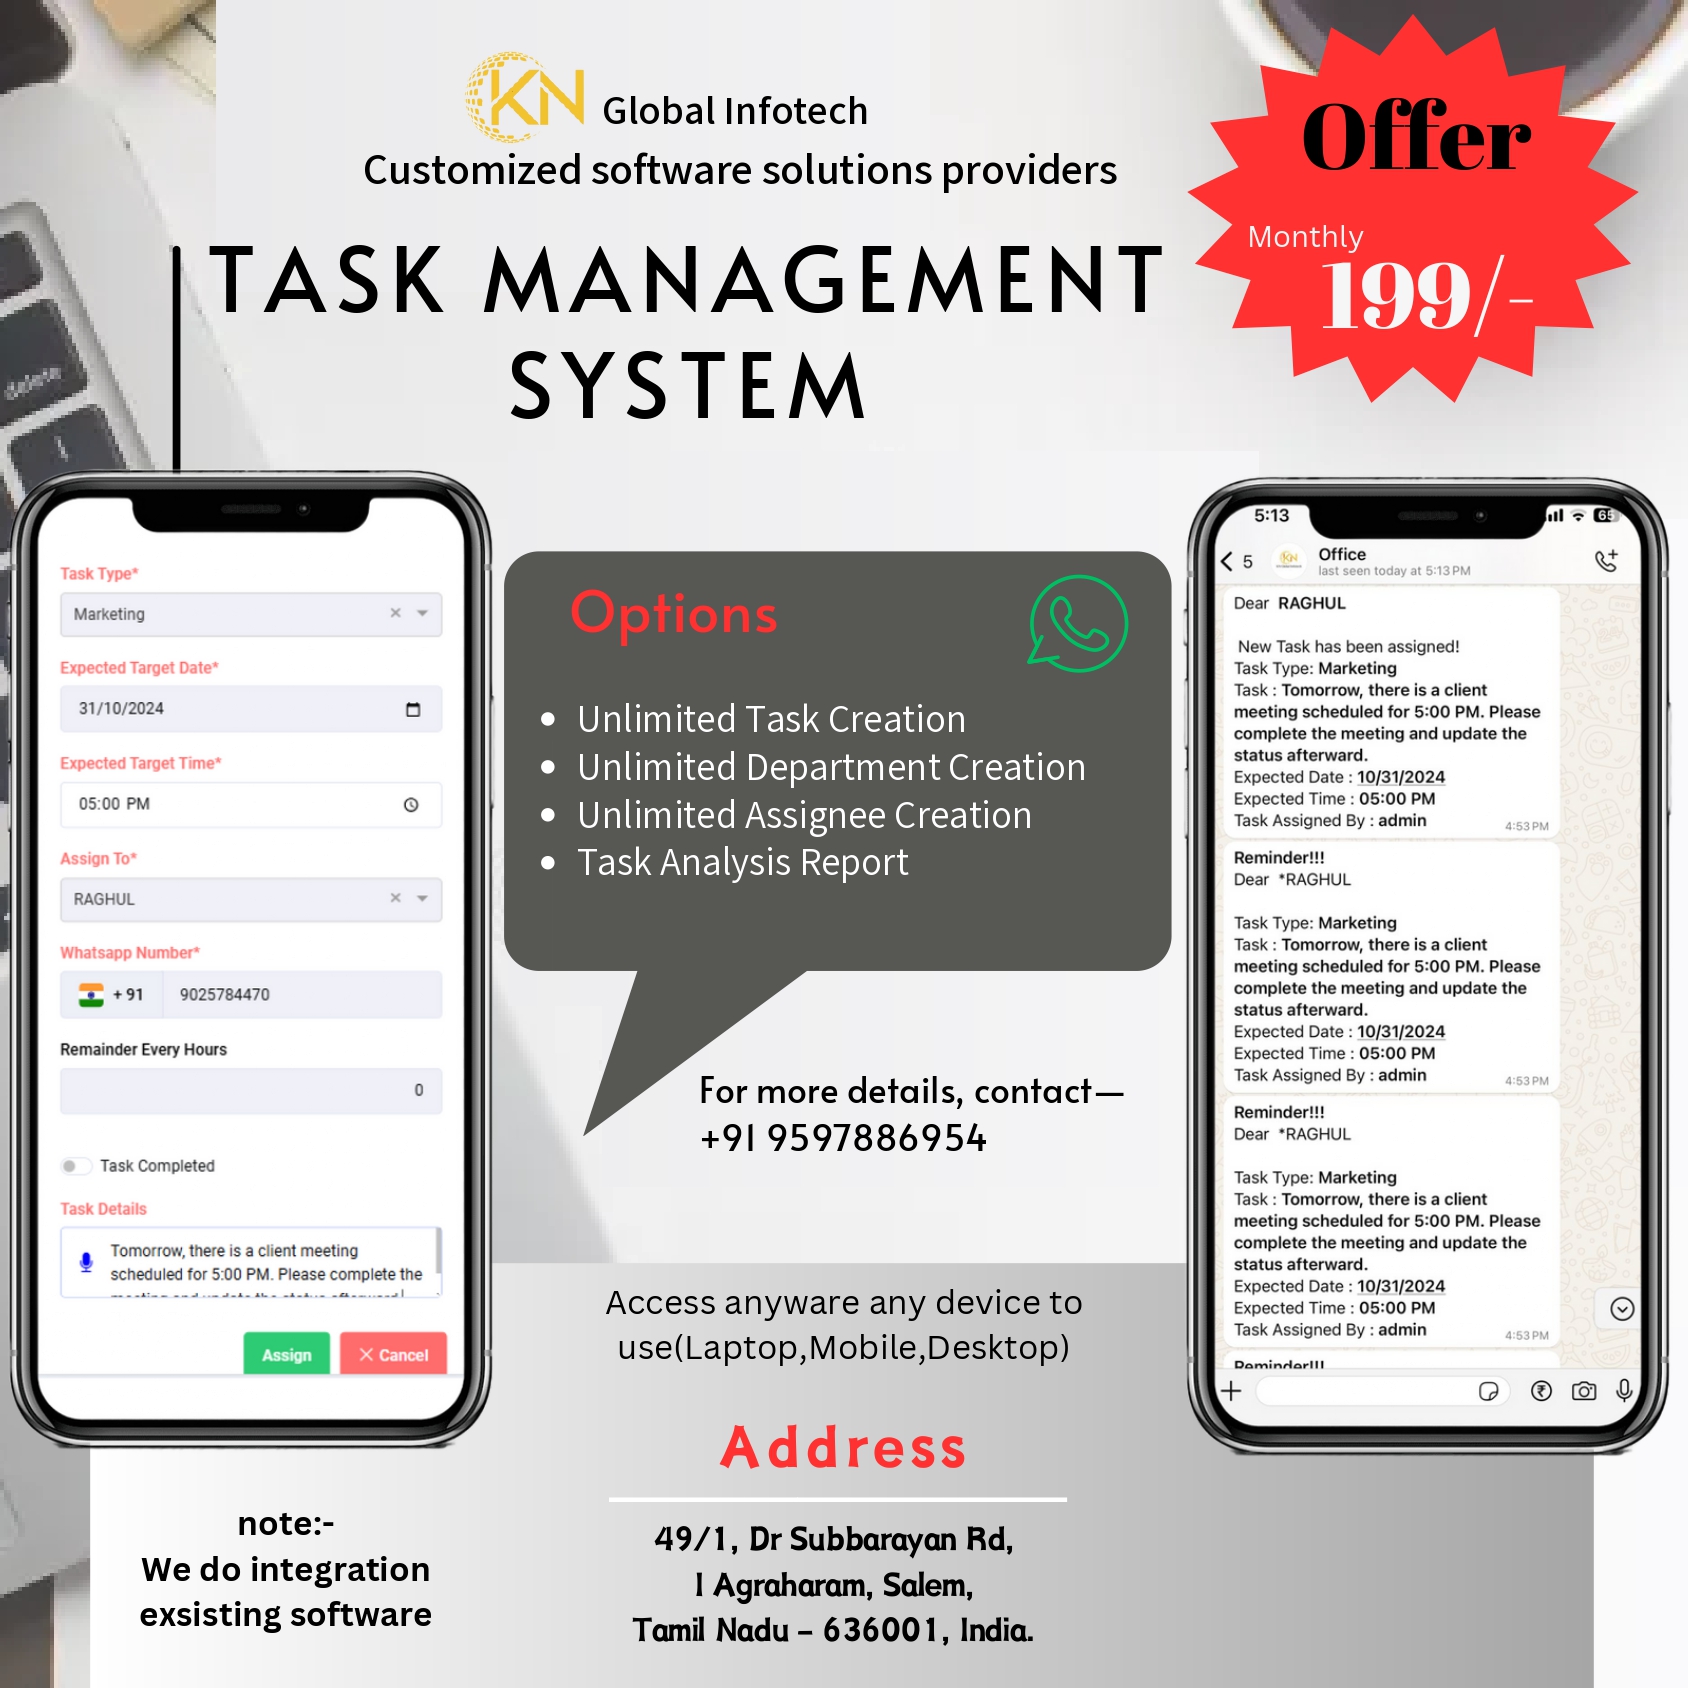 KN Global Infotech
Customized software solutions providers
TASK MANAGEMENT
SYSTEM
Offer
Monthly
199/-
delete
Task Type*
Marketing
Expected Target Date*
31/10/2024
Expected Target Time*
05:00 PM
Assign To*
RAGHUL
Whatsapp Number*
+ 91 9025784470
Remainder Every Hours
0
Task Completed
Task Details
Tomorrow, there is a client meeting
scheduled for 5:00 PM. Please complete the
meeting and update the status afterward.
Assign
Cancel
Options
• Unlimited Task Creation
• Unlimited Department Creation
• Unlimited Assignee Creation
• Task Analysis Report
For more details, contact—
+91 9597886954
Access anyware any device to
use(Laptop,Mobile,Desktop)
Address
49/1, Dr Subbarayan Rd,
I Agraharam, Salem,
Tamil Nadu – 636001, India.
note:-
We do integration
exsisting software
5:13
65
5
KN
Office
last seen today at 5:13 PM
Dear RAGHUL
New Task has been assigned!
Task Type: Marketing
Task : Tomorrow, there is a client
meeting scheduled for 5:00 PM. Please
complete the meeting and update the
status afterward.
Expected Date : 10/31/2024
Expected Time : 05:00 PM
Task Assigned By : admin
4:53 PM
Reminder!!!
Dear *RAGHUL
Task Type: Marketing
Task : Tomorrow, there is a client
meeting scheduled for 5:00 PM. Please
complete the meeting and update the
status afterward.
Expected Date : 10/31/2024
Expected Time : 05:00 PM
Task Assigned By : admin
4:53 PM
Reminder!!!
Dear *RAGHUL
Task Type: Marketing
Task : Tomorrow, there is a client
meeting scheduled for 5:00 PM. Please
complete the meeting and update the
status afterward.
Expected Date : 10/31/2024
Expected Time : 05:00 PM
Task Assigned By : admin
4:53 PM
Reminder!!!